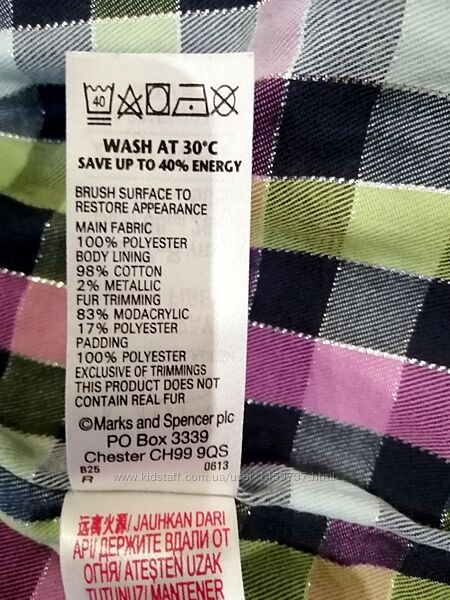 40
WASH AT 30°C
SAVE UP TO 40% ENERGY
BRUSH SURFACE TO
RESTORE APPEARANCE
MAIN FABRIC
100% POLYESTER
BODY LINING
98% COTTON
2% METALLIC
FUR TRIMMING
83% MODACRYLIC
17% POLYESTER
PADDING
100% POLYESTER
EXCLUSIVE OF TRIMMINGS
THIS PRODUCT DOES NOT
CONTAIN REAL FUR
©Marks and Spencer plc
PO Box 3339
Chester CH99 9QS
B25 0613
R
远离火源/ JAUHKAN DARI
API/ ДЕРЖИТЕ ВДАЛИ ОТ
ОГНЯ/ ATEŞTEN UZAK
TUTUNUZ/ MANTENER